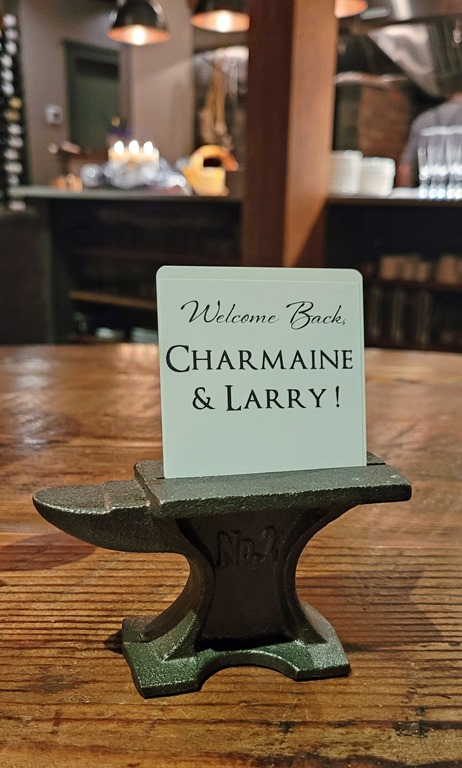 Welcome Back,
CHARMAINE
& LARRY!
No.2